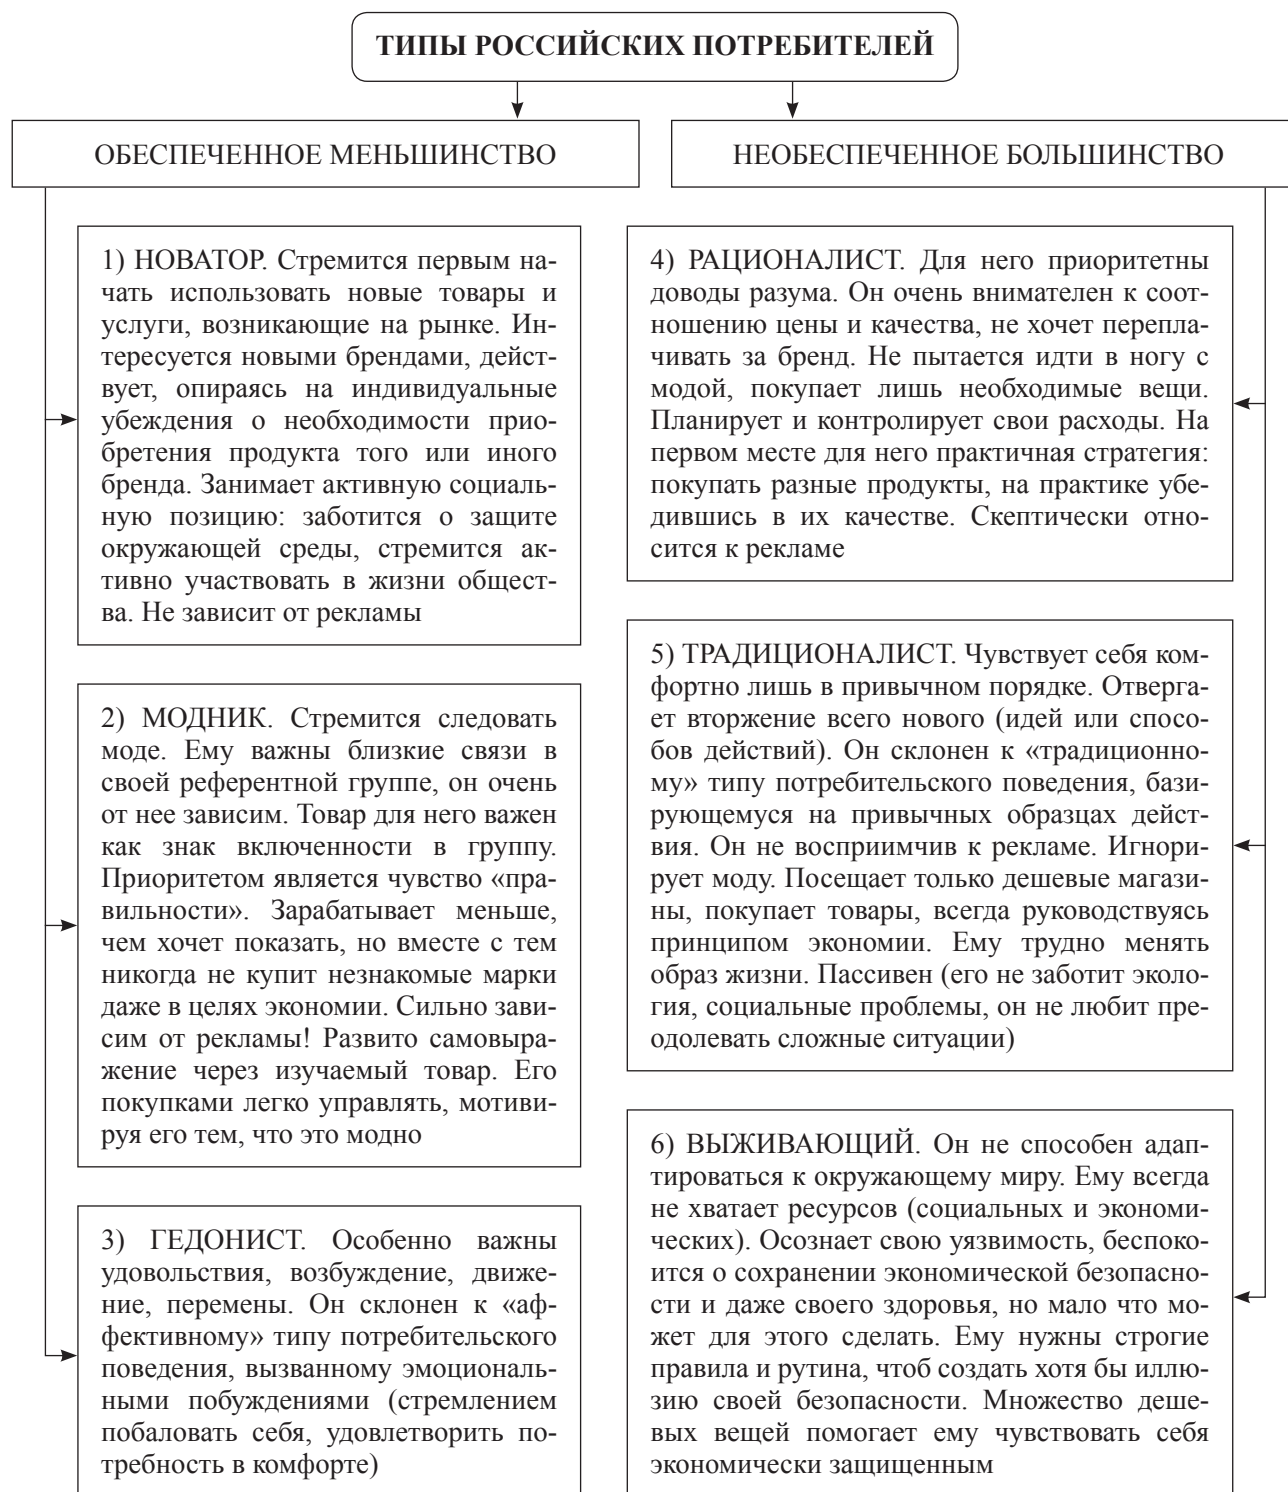 ТИПЫ РОССИЙСКИХ ПОТРЕБИТЕЛЕЙ
ОБЕСПЕЧЕННОЕ МЕНЬШИНСТВО
НЕОБЕСПЕЧЕННОЕ БОЛЬШИНСТВО
1) НОВАТОР. Стремится первым на-
чать использовать новые товары и
услуги, возникающие на рынке. Ин-
тересуется новыми брендами, дейст-
вует, опираясь на индивидуальные
убеждения о необходимости прио-
бретения продукта того или иного
бренда. Занимает активную социаль-
ную позицию: заботится о защите
окружающей среды, стремится ак-
тивно участвовать в жизни общест-
ва. Не зависит от рекламы
2) МОДНИК. Стремится следовать
моде. Ему важны близкие связи в
своей референтной группе, он очень
от нее зависим. Товар для него важен
как знак включенности в группу.
Приоритетом является чувство «пра-
вильности». Зарабатывает меньше,
чем хочет показать, но вместе с тем
никогда не купит незнакомые марки
даже в целях экономии. Сильно зави-
сим от рекламы! Развито самовыра-
жение через изучаемый товар. Его
покупками легко управлять, мотиви-
руя его тем, что это модно
3) ГЕДОНИСТ. Особенно важны
удовольствия, возбуждение, движе-
ние, перемены. Он склонен к «аф-
фективному» типу потребительского
поведения, вызванному эмоциональ-
ными побуждениями (стремлением
побаловать себя, удовлетворить по-
требность в комфорте)
4) РАЦИОНАЛИСТ. Для него приоритетны
доводы разума. Он очень внимателен к соот-
ношению цены и качества, не хочет перепла-
чивать за бренд. Не пытается идти в ногу с
модой, покупает лишь необходимые вещи.
Планирует и контролирует свои расходы. На
первом месте для него практичная стратегия:
покупать разные продукты, на практике убе-
дившись в их качестве. Скептически отно-
сится к рекламе
5) ТРАДИЦИОНАЛИСТ. Чувствует себя ком-
фортно лишь в привычном порядке. Отверга-
ет вторжение всего нового (идей или спосо-
бов действий). Он склонен к «традиционно-
му» типу потребительского поведения, бази-
рующемуся на привычных образцах дейст-
вия. Он не восприимчив к рекламе. Игнори-
рует моду. Посещает только дешевые магази-
ны, покупает товары, всегда руководствуясь
принципом экономии. Ему трудно менять
образ жизни. Пассивен (его не заботит эколо-
гия, социальные проблемы, он не любит пре-
одолевать сложные ситуации)
6) ВЫЖИВАЮЩИЙ. Он не способен адап-
тироваться к окружающему миру. Ему всегда
не хватает ресурсов (социальных и экономи-
ческих). Осознает свою уязвимость, беспоко-
ится о сохранении экономической безопасно-
сти и даже своего здоровья, но мало что мо-
жет для этого сделать. Ему нужны строгие
правила и рутина, чтоб создать хотя бы иллю-
зию своей безопасности. Множество деше-
вых вещей помогает ему чувствовать себя
экономически защищенным